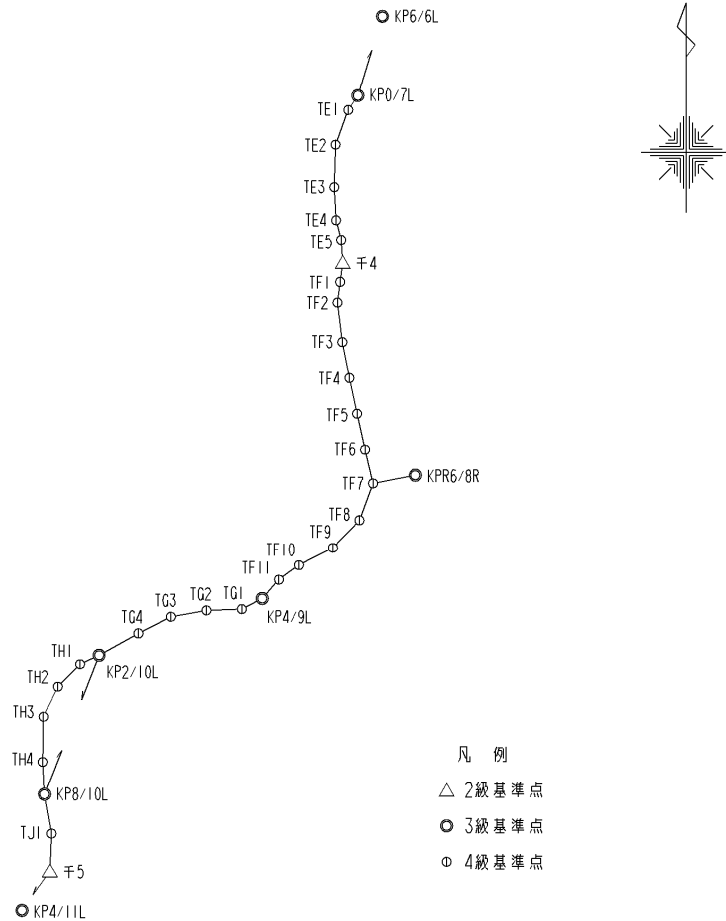 KP6/6L
KP0/7L
TE1
TE2
TE3
TE4
TE5
千4
TF1
TF2
TF3
TF4
TF5
TF6
TF7
KPR6/8R
TF8
TF9
TF10
TF11
KP4/9L
TG1
TG2
TG3
TG4
KP2/10L
TH1
TH2
TH3
TH4
KP8/10L
TJ1
千5
KP4/11L
凡 例
2級基準点
3級基準点
4級基準点